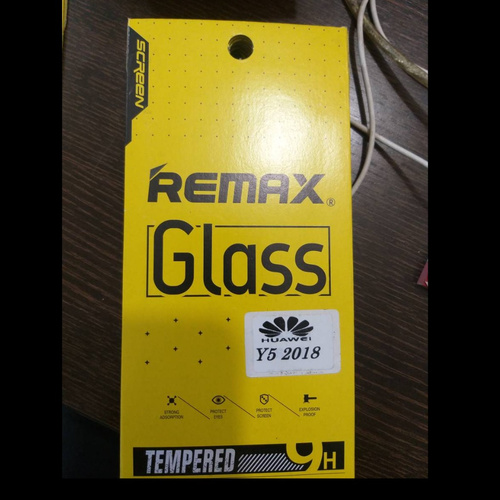 SCREEN
REMAX®
Glass
HUAWEI
Y5 2018
STRONG ABSORPTION
PROTECT EYES
PROTECT SCREEN
EXPLOSION PROOF
TEMPERED 9H